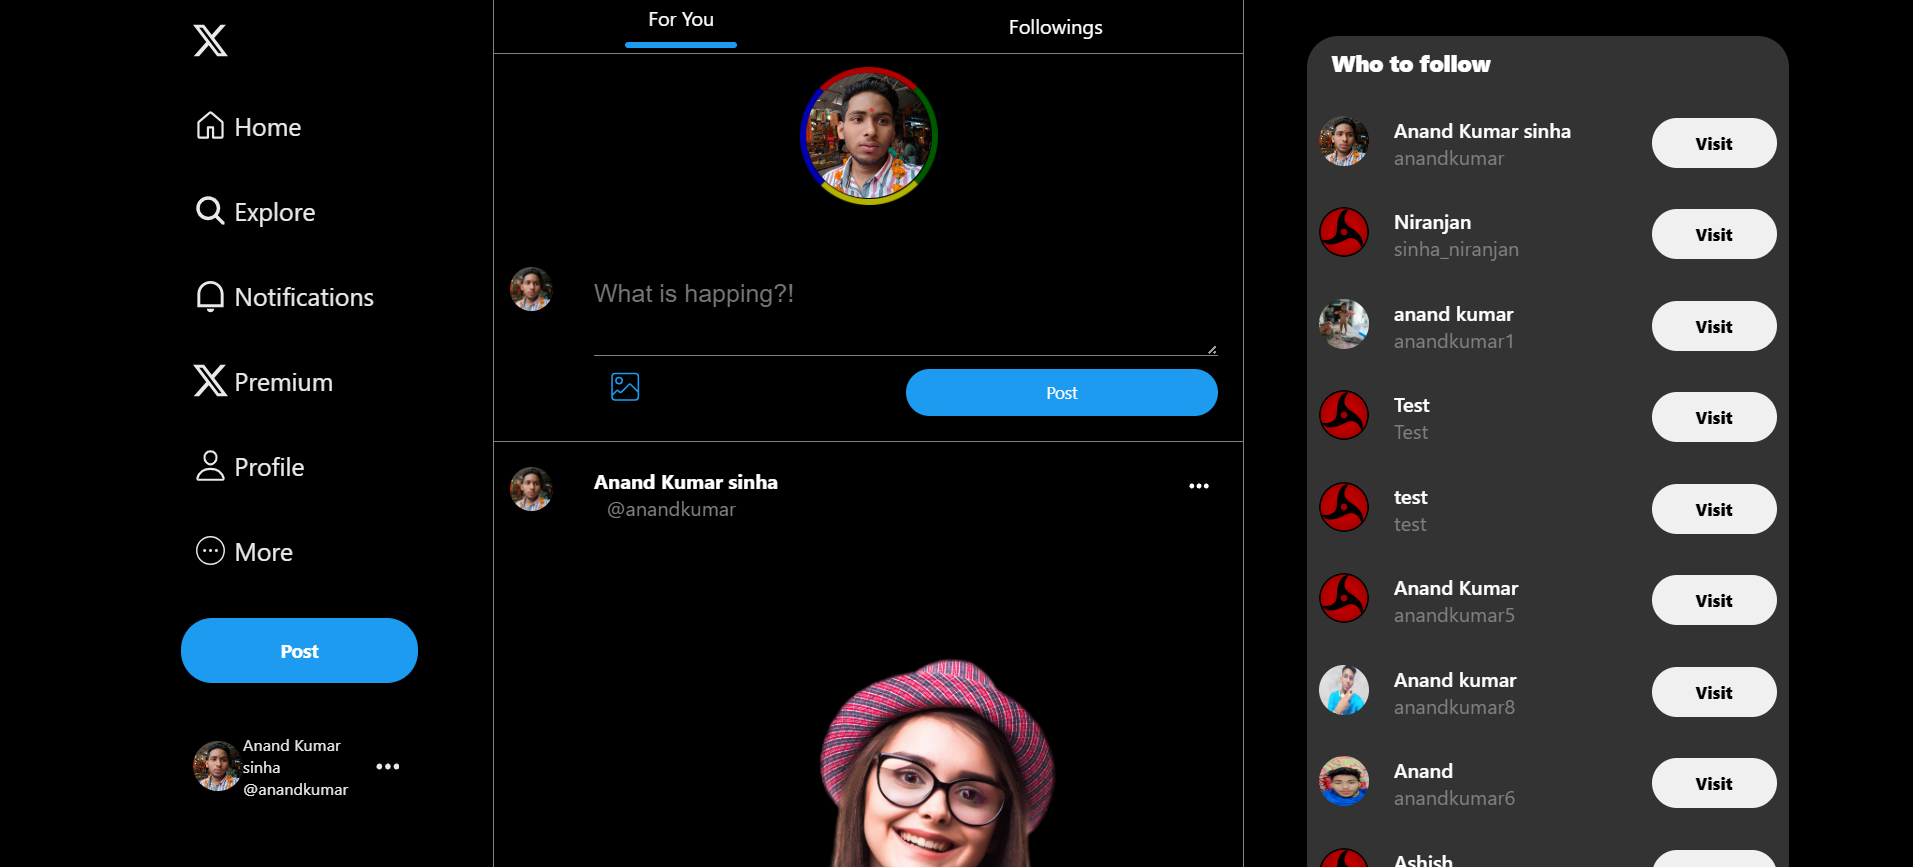 Home
Explore
Notifications
Premium
Profile
More
Post
Anand Kumar
sinha
@anandkumar
For You
Followings
What is happing?!
Post
Anand Kumar sinha
@anandkumar
Who to follow
Anand Kumar sinha
anandkumar
Visit
Niranjan
sinha_niranjan
Visit
anand kumar
anandkumar1
Visit
Test
Test
Visit
test
test
Visit
Anand Kumar
anandkumar5
Visit
Anand kumar
anandkumar8
Visit
Anand
anandkumar6
Visit
Ashish